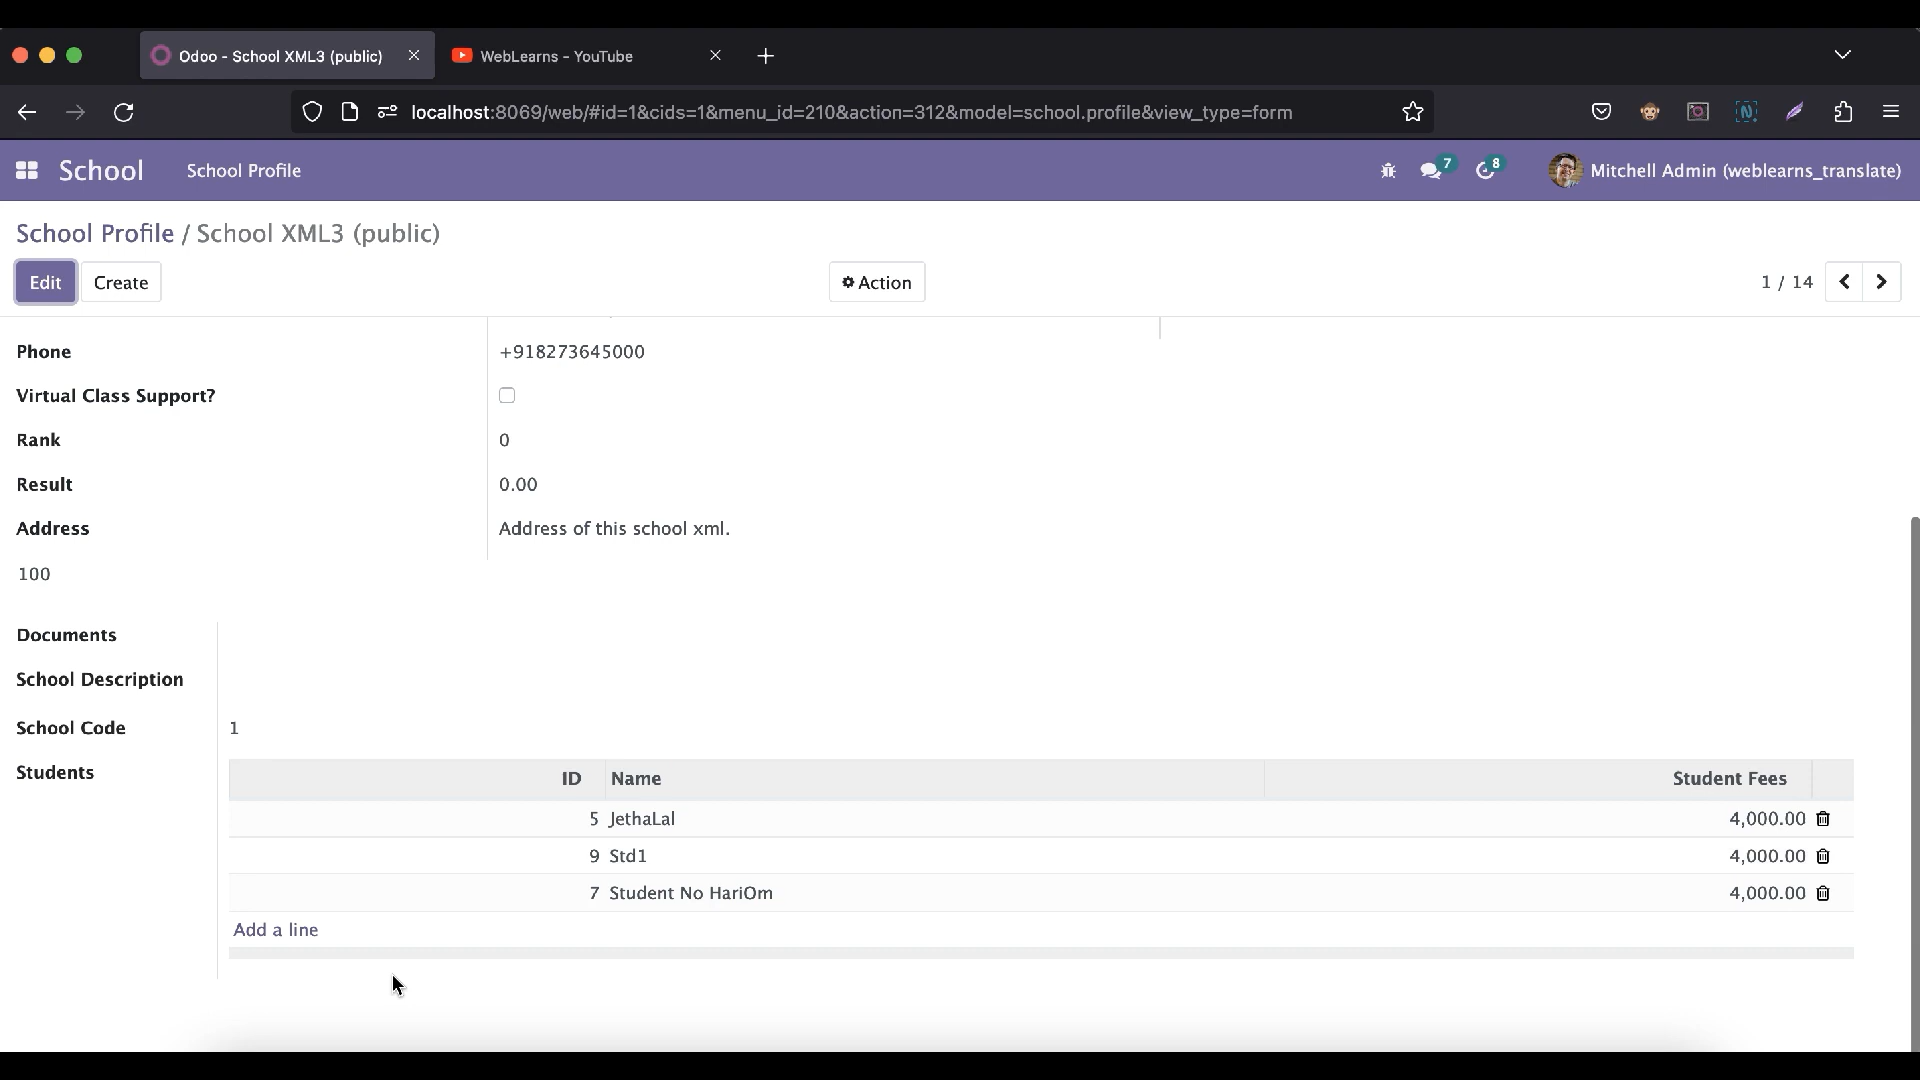 Odoo - School XML3 (public)
WebLearns - YouTube
localhost:8069/web/#id=1&cids=1&menu_id=210&action=312&model=school.profile&view_type=form
School
School Profile
7
8
Mitchell Admin (weblearns_translate)
School Profile / School XML3 (public)
Edit
Create
Action
1 / 14
Phone
+918273645000
Virtual Class Support?
Rank
0
Result
0.00
Address
Address of this school xml.
100
Documents
School Description
School Code
1
Students
ID Name Student Fees
5 JethaLal 4,000.00
9 Std1 4,000.00
7 Student No HariOm 4,000.00
Add a line